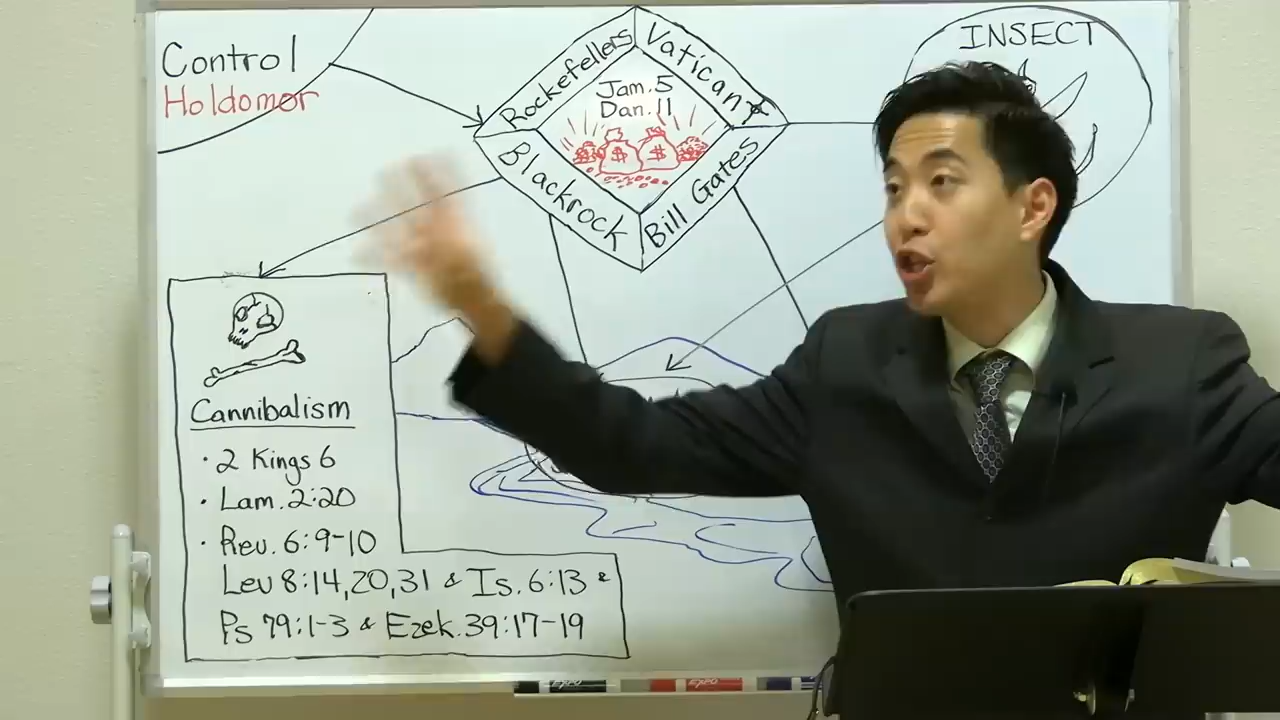 Control
Holdomor
Rockefellers
Vatican +
Jam. 5
Dan. 11
$ $
Blackrock
Bill Gates
INSECT
Cannibalism
· 2 Kings 6
· Lam. 2:20
· Rev. 6:9-10
Lev 8:14,20,31 & Is. 6:13 &
Ps 79:1-3 & Ezek. 39:17-19
EXPO
EXPO